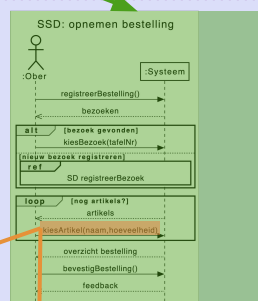 SSD: opnemen bestelling
:Ober
:Systeem
registreerBestelling()
bezoeken
alt [bezoek gevonden]
kiesBezoek(tafelNr)
[nieuw bezoek registreren]
ref
SD registreerBezoek
loop [nog artikels?]
artikels
kiesArtikel(naam,hoeveelheid)
overzicht bestelling
bevestigBestelling()
feedback